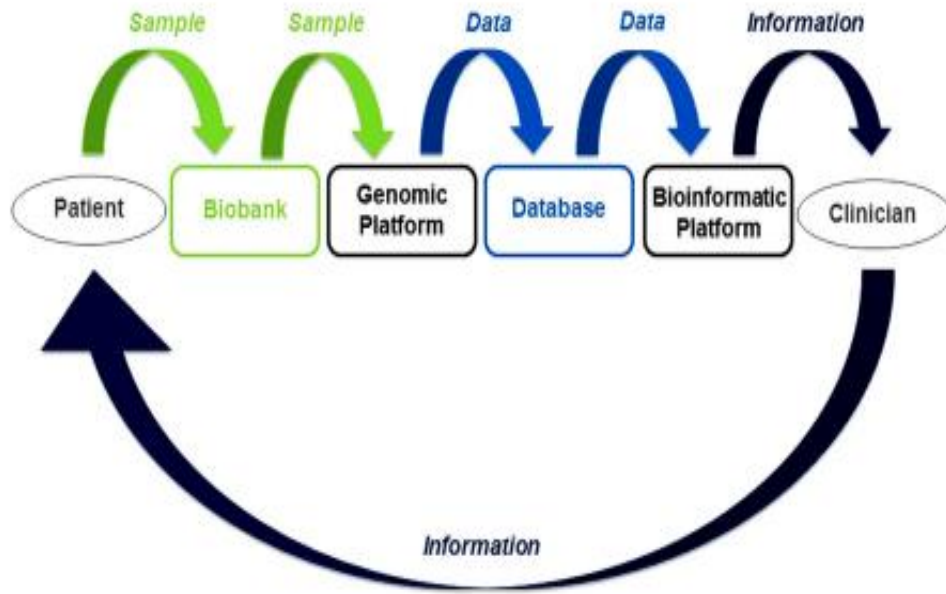 Sample
Sample
Data
Data
Information
Patient
Biobank
Genomic
Platform
Database
Bioinformatic
Platform
Clinician
Information